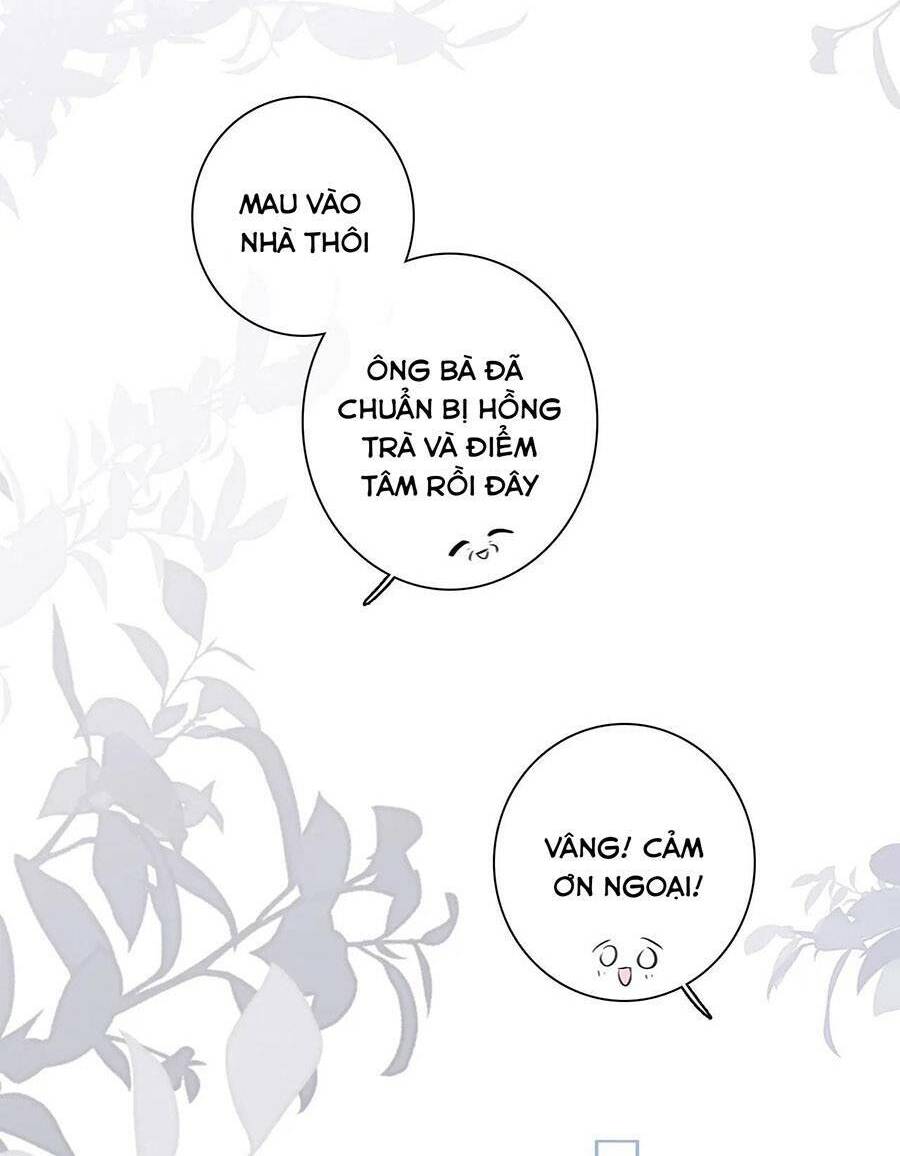 MAU VÀO
NHÀ THÔI
ÔNG BÀ ĐÃ
CHUẨN BỊ HỒNG
TRÀ VÀ ĐIỂM
TÂM RỒI ĐÂY
VÂNG! CẢM
ƠN NGOẠI!